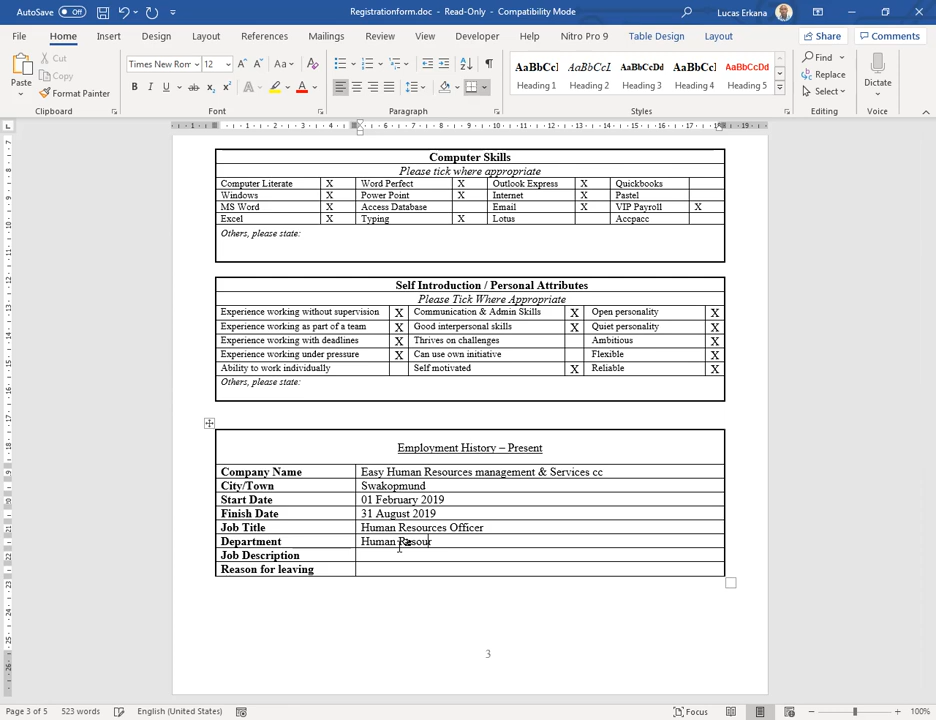 AutoSave Off Registrationform.doc - Read-Only - Compatibility Mode Lucas Erkana
File Home Insert Draw Design Layout References Mailings Review View Developer Help Nitro Pro 9 Table Design Layout Share Comments
Paste Cut Copy Format Painter
Times New Rom 12 Aa
B I U ab x₂ x² A A
Clipboard Font Paragraph Styles Editing Voice
AaBbCcI AaBbCcL AaBbCcDd AaBbCcI AaBbCcDd
Heading 1 Heading 2 Heading 3 Heading 4 Heading 5
Find Replace Select Dictate
Computer Skills
Please tick where appropriate
Computer Literate X Word Perfect X Outlook Express X Quickbooks
Windows X Power Point X Internet X Pastel
MS Word X Access Database Email X VIP Payroll X
Excel X Typing X Lotus Accpacc
Others, please state:
Self Introduction / Personal Attributes
Please Tick Where Appropriate
Experience working without supervision X Communication & Admin Skills X Open personality X
Experience working as part of a team X Good interpersonal skills X Quiet personality X
Experience working with deadlines X Thrives on challenges Ambitious X
Experience working under pressure X Can use own initiative Flexible X
Ability to work individually Self motivated X Reliable X
Others, please state:
Employment History – Present
Company Name Easy Human Resources management & Services cc
City/Town Swakopmund
Start Date 01 February 2019
Finish Date 31 August 2019
Job Title Human Resources Officer
Department Human Resour
Job Description
Reason for leaving
3
Page 3 of 5 523 words English (United States) Focus 100%